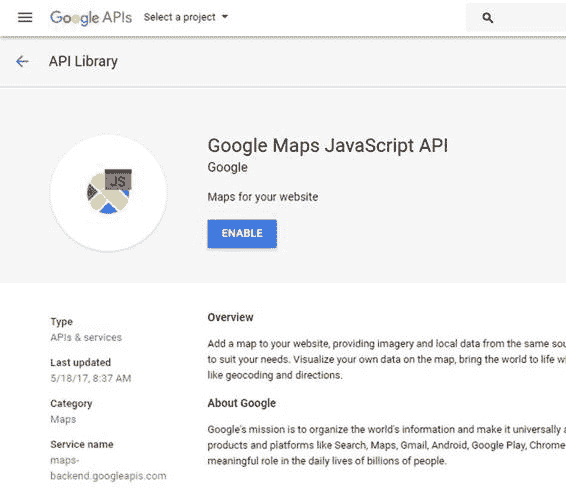 Google APIs Select a project
API Library
Google Maps JavaScript API
Google
Maps for your website
ENABLE
JS
Type
APIs & services
Last updated
5/18/17, 8:37 AM
Category
Maps
Service name
maps-
backend.googleapis.com
Overview
Add a map to your website, providing imagery and local data from the same sou
to suit your needs. Visualize your own data on the map, bring the world to life wi
like geocoding and directions.
About Google
Google's mission is to organize the world's information and make it universally a
products and platforms like Search, Maps, Gmail, Android, Google Play, Chrome
meaningful role in the daily lives of billions of people.